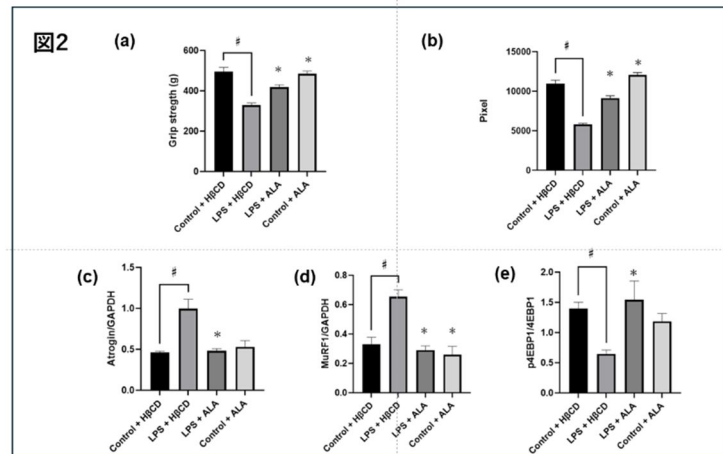 図2
(a)
#
*
*
Grip stregth (g)
600
400
200
0
Control + HβCD
LPS + HβCD
LPS + ALA
Control + ALA
(b)
#
*
*
Pixel
15000
10000
5000
0
Control + HβCD
LPS + HβCD
LPS + ALA
Control + ALA
(c)
#
*
Atrogin/GAPDH
1.5
1.0
0.5
0.0
Control + HβCD
LPS + HβCD
LPS + ALA
Control + ALA
(d)
#
*
*
MuRF1/GAPDH
0.8
0.6
0.4
0.2
0.0
Control + HβCD
LPS + HβCD
LPS + ALA
Control + ALA
(e)
#
*
p4EBP1/4EBP1
2.0
1.5
1.0
0.5
0.0
Control + HβCD
LPS + HβCD
LPS + ALA
Control + ALA